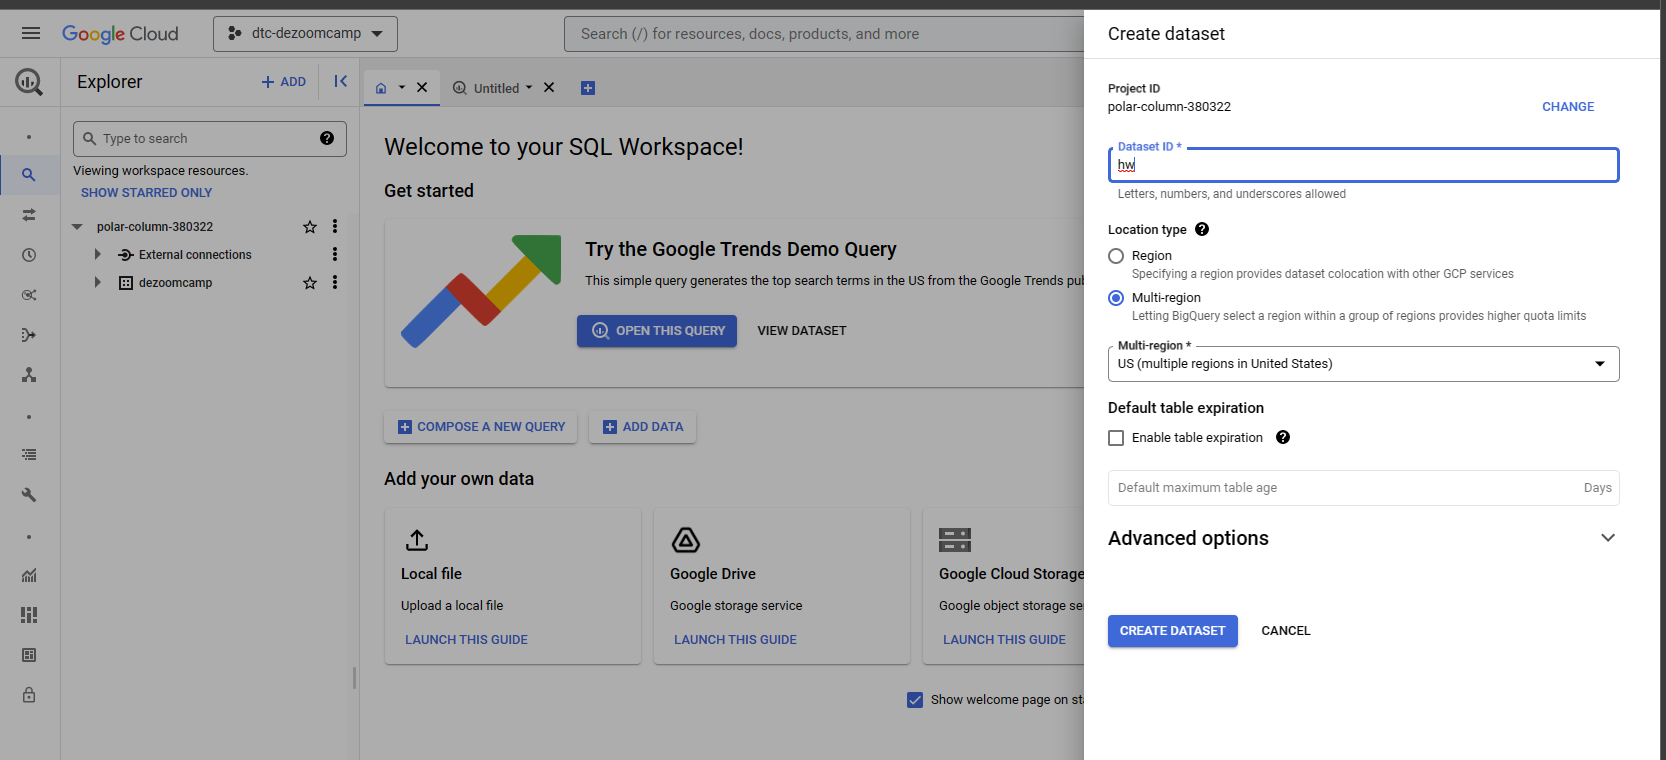 Google Cloud
dtc-dezoomcamp
Search (/) for resources, docs, products, and more
Explorer
ADD
Type to search
Viewing workspace resources.
SHOW STARRED ONLY
polar-column-380322
External connections
dezoomcamp
Untitled
Welcome to your SQL Workspace!
Get started
Try the Google Trends Demo Query
This simple query generates the top search terms in the US from the Google Trends pu
OPEN THIS QUERY
VIEW DATASET
COMPOSE A NEW QUERY
ADD DATA
Add your own data
Local file
Upload a local file
LAUNCH THIS GUIDE
Google Drive
Google storage service
LAUNCH THIS GUIDE
Google Cloud Storage
Google object storage se
LAUNCH THIS GUIDE
Show welcome page on st
Create dataset
Project ID
polar-column-380322
CHANGE
Dataset ID *
hw
Letters, numbers, and underscores allowed
Location type
Region
Specifying a region provides dataset colocation with other GCP services
Multi-region
Letting BigQuery select a region within a group of regions provides higher quota limits
Multi-region *
US (multiple regions in United States)
Default table expiration
Enable table expiration
Default maximum table age
Days
Advanced options
CREATE DATASET
CANCEL